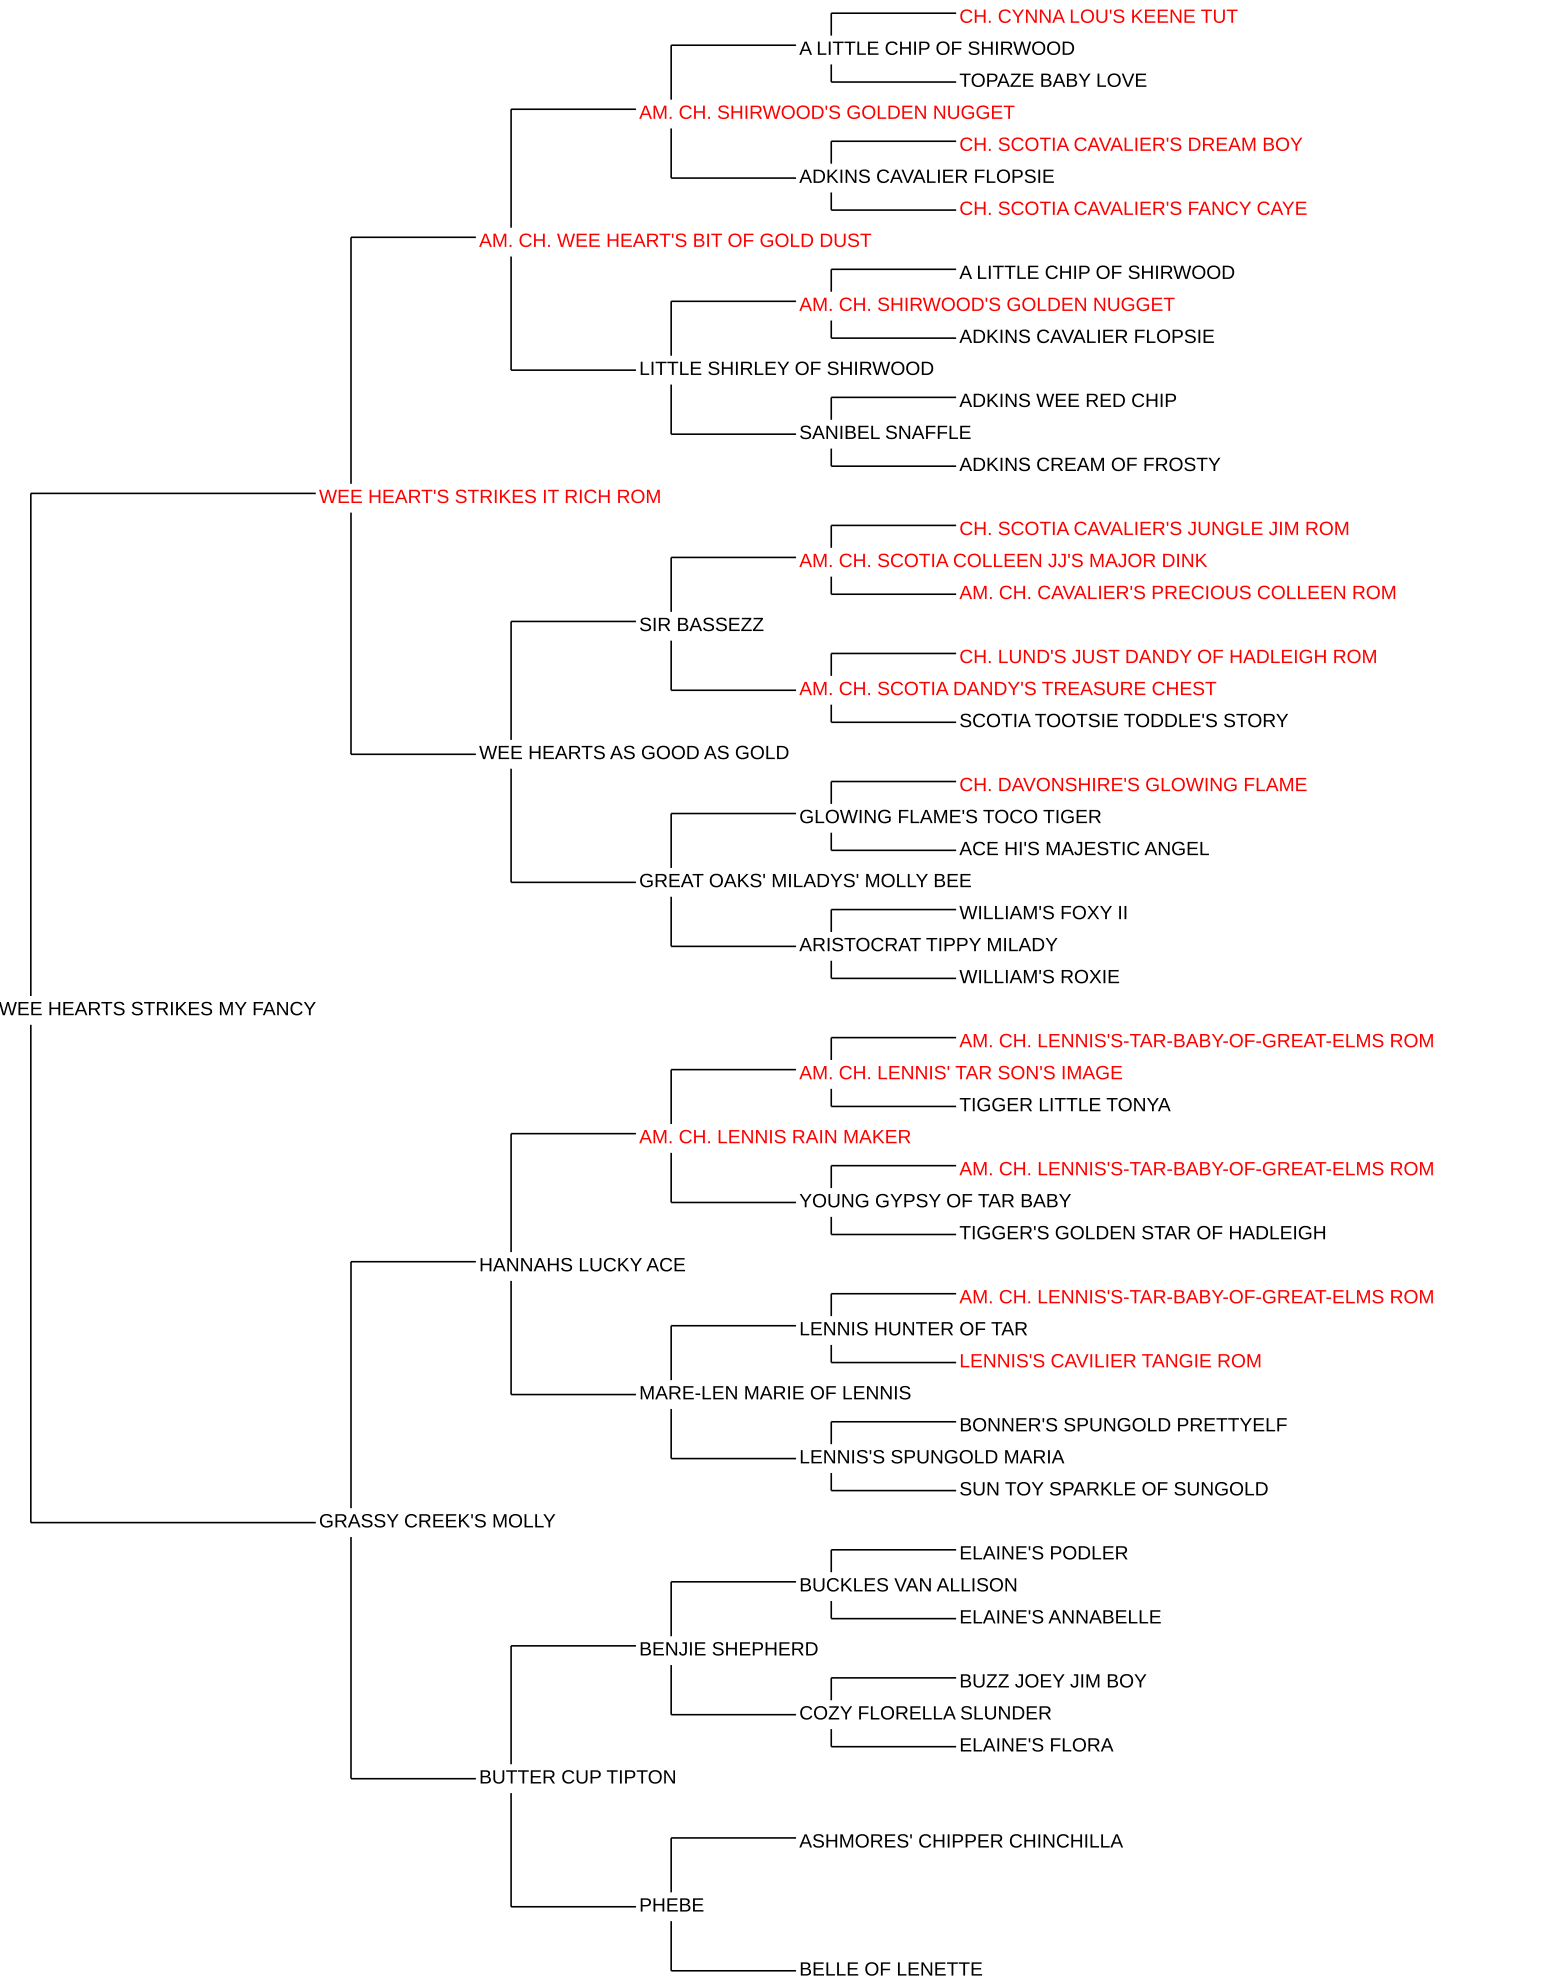 CH. CYNNA LOU'S KEENE TUT
A LITTLE CHIP OF SHIRWOOD
TOPAZE BABY LOVE
AM. CH. SHIRWOOD'S GOLDEN NUGGET
CH. SCOTIA CAVALIER'S DREAM BOY
ADKINS CAVALIER FLOPSIE
CH. SCOTIA CAVALIER'S FANCY CAYE
AM. CH. WEE HEART'S BIT OF GOLD DUST
A LITTLE CHIP OF SHIRWOOD
AM. CH. SHIRWOOD'S GOLDEN NUGGET
ADKINS CAVALIER FLOPSIE
LITTLE SHIRLEY OF SHIRWOOD
ADKINS WEE RED CHIP
SANIBEL SNAFFLE
ADKINS CREAM OF FROSTY
WEE HEART'S STRIKES IT RICH ROM
CH. SCOTIA CAVALIER'S JUNGLE JIM ROM
AM. CH. SCOTIA COLLEEN JJ'S MAJOR DINK
AM. CH. CAVALIER'S PRECIOUS COLLEEN ROM
SIR BASSEZZ
CH. LUND'S JUST DANDY OF HADLEIGH ROM
AM. CH. SCOTIA DANDY'S TREASURE CHEST
SCOTIA TOOTSIE TODDLE'S STORY
WEE HEARTS AS GOOD AS GOLD
CH. DAVONSHIRE'S GLOWING FLAME
GLOWING FLAME'S TOCO TIGER
ACE HI'S MAJESTIC ANGEL
GREAT OAKS' MILADYS' MOLLY BEE
WILLIAM'S FOXY II
ARISTOCRAT TIPPY MILADY
WILLIAM'S ROXIE
WEE HEARTS STRIKES MY FANCY
AM. CH. LENNIS'S-TAR-BABY-OF-GREAT-ELMS ROM
AM. CH. LENNIS' TAR SON'S IMAGE
TIGGER LITTLE TONYA
AM. CH. LENNIS RAIN MAKER
AM. CH. LENNIS'S-TAR-BABY-OF-GREAT-ELMS ROM
YOUNG GYPSY OF TAR BABY
TIGGER'S GOLDEN STAR OF HADLEIGH
HANNAHS LUCKY ACE
AM. CH. LENNIS'S-TAR-BABY-OF-GREAT-ELMS ROM
LENNIS HUNTER OF TAR
LENNIS'S CAVILIER TANGIE ROM
MARE-LEN MARIE OF LENNIS
BONNER'S SPUNGOLD PRETTYELF
LENNIS'S SPUNGOLD MARIA
SUN TOY SPARKLE OF SUNGOLD
GRASSY CREEK'S MOLLY
ELAINE'S PODLER
BUCKLES VAN ALLISON
ELAINE'S ANNABELLE
BENJIE SHEPHERD
BUZZ JOEY JIM BOY
COZY FLORELLA SLUNDER
ELAINE'S FLORA
BUTTER CUP TIPTON
ASHMORES' CHIPPER CHINCHILLA
PHEBE
BELLE OF LENETTE